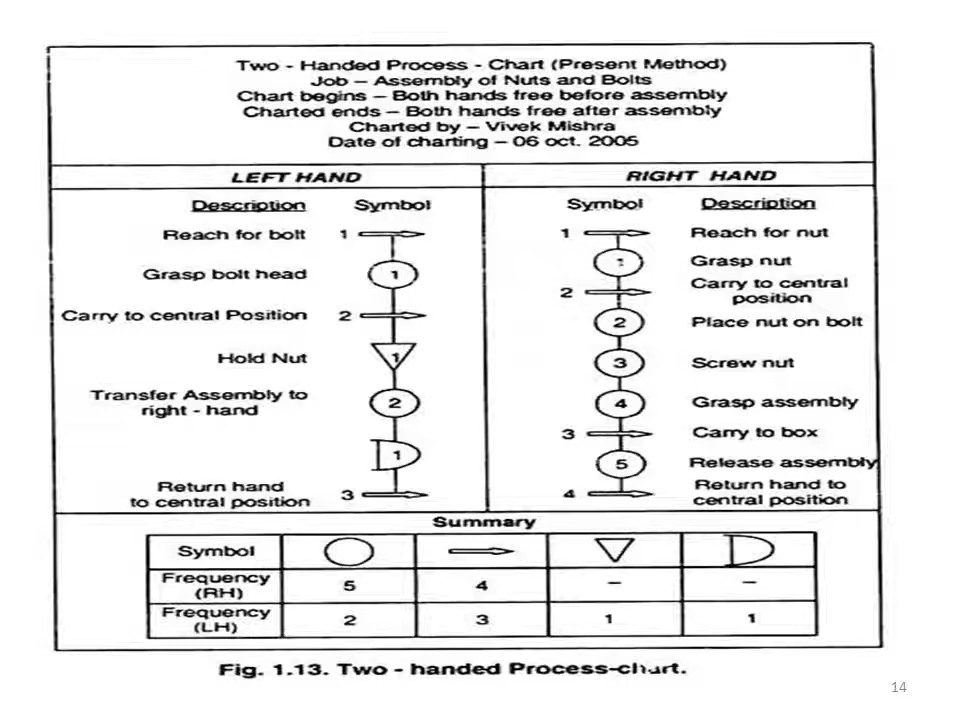 Two - Handed Process - Chart (Present Method)
Job – Assembly of Nuts and Bolts
Chart begins – Both hands free before assembly
Charted ends – Both hands free after assembly
Charted by – Vivek Mishra
Date of charting – 06 oct. 2005
LEFT HAND
Description Symbol
Reach for bolt 1
Grasp bolt head 1
Carry to central Position 2
Hold Nut 1
Transfer Assembly to
right - hand 2
1
Return hand
to central position 3
RIGHT HAND
Symbol Description
1 Reach for nut
1 Grasp nut
2 Carry to central
position
2 Place nut on bolt
3 Screw nut
4 Grasp assembly
3 Carry to box
5 Release assembly
4 Return hand to
central position
Summary
Symbol
Frequency
(RH) 5 4 – –
Frequency
(LH) 2 3 1 1
Fig. 1.13. Two - handed Process-chart.
14